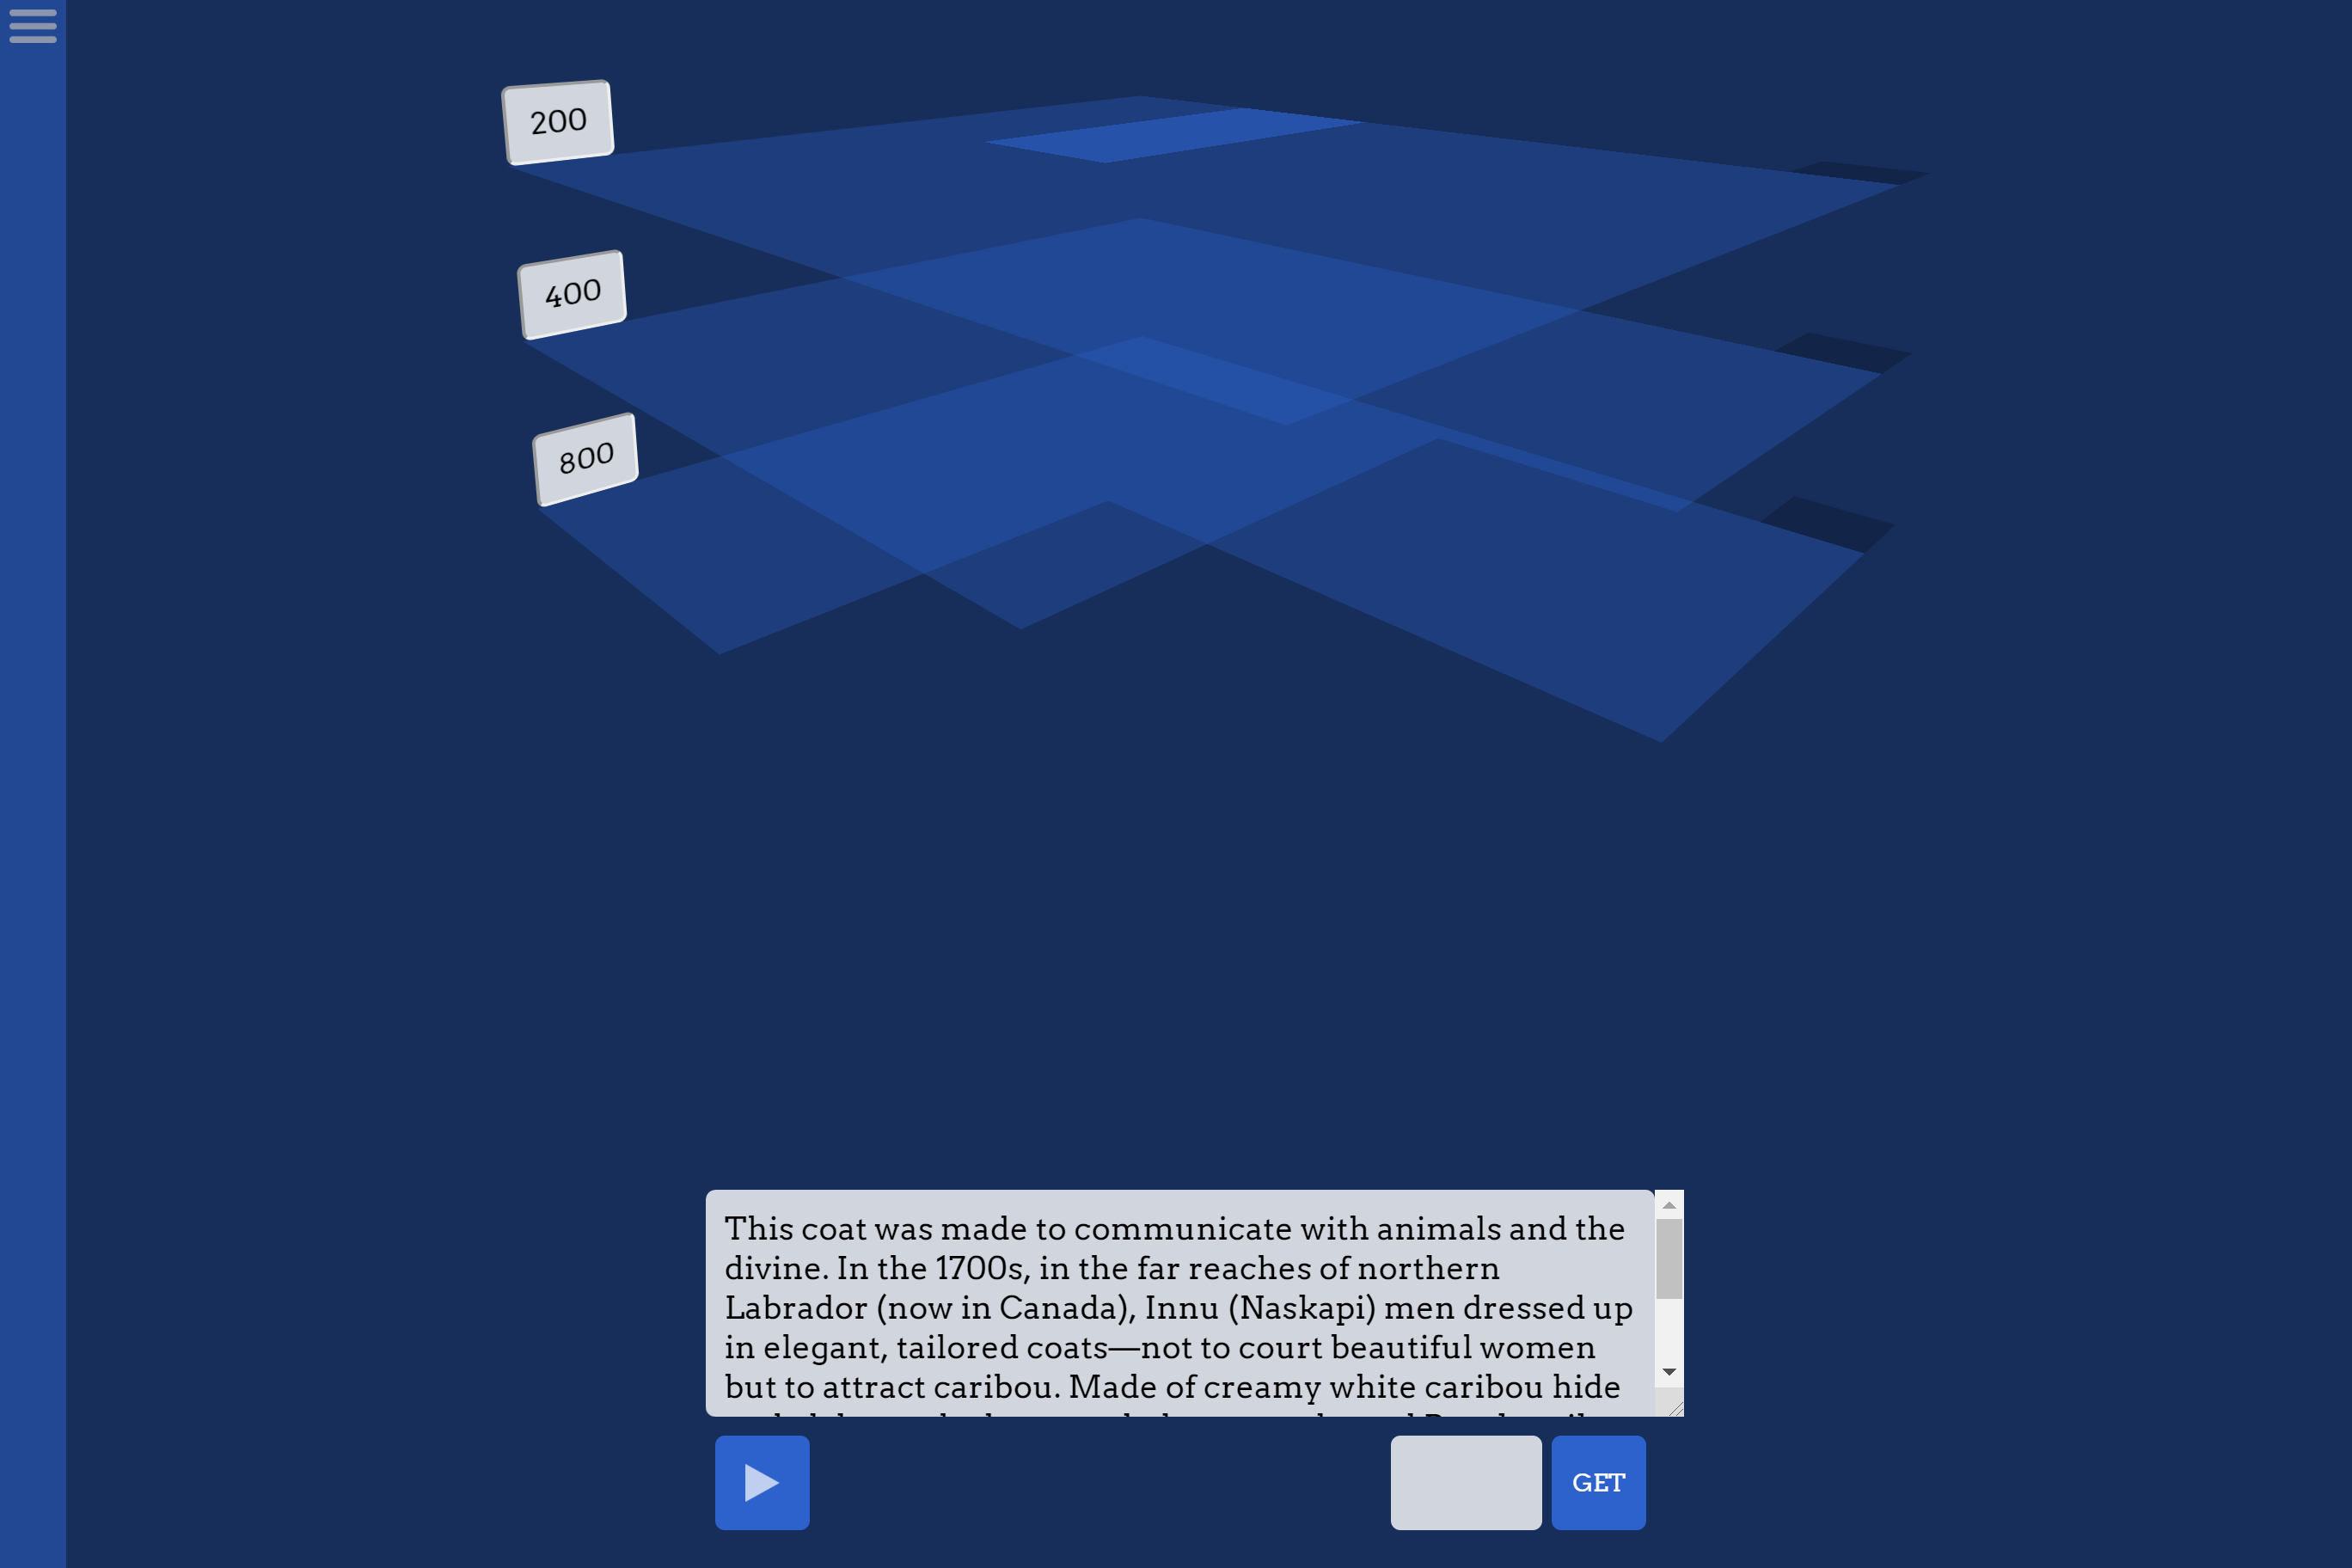 200
400
800
This coat was made to communicate with animals and the
divine. In the 1700s, in the far reaches of northern
Labrador (now in Canada), Innu (Naskapi) men dressed up
in elegant, tailored coats—not to court beautiful women
but to attract caribou. Made of creamy white caribou hide
GET